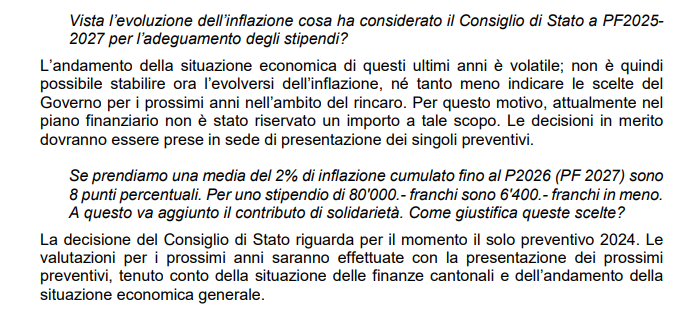 Vista l’evoluzione dell’inflazione cosa ha considerato il Consiglio di Stato a PF2025-
2027 per l’adeguamento degli stipendi?
L’andamento della situazione economica di questi ultimi anni è volatile; non è quindi
possibile stabilire ora l’evolversi dell’inflazione, né tanto meno indicare le scelte del
Governo per i prossimi anni nell’ambito del rincaro. Per questo motivo, attualmente nel
piano finanziario non è stato riservato un importo a tale scopo. Le decisioni in merito
dovranno essere prese in sede di presentazione dei singoli preventivi.
Se prendiamo una media del 2% di inflazione cumulato fino al P2026 (PF 2027) sono
8 punti percentuali. Per uno stipendio di 80'000.- franchi sono 6'400.- franchi in meno.
A questo va aggiunto il contributo di solidarietà. Come giustifica queste scelte?
La decisione del Consiglio di Stato riguarda per il momento il solo preventivo 2024. Le
valutazioni per i prossimi anni saranno effettuate con la presentazione dei prossimi
preventivi, tenuto conto della situazione delle finanze cantonali e dell’andamento della
situazione economica generale.